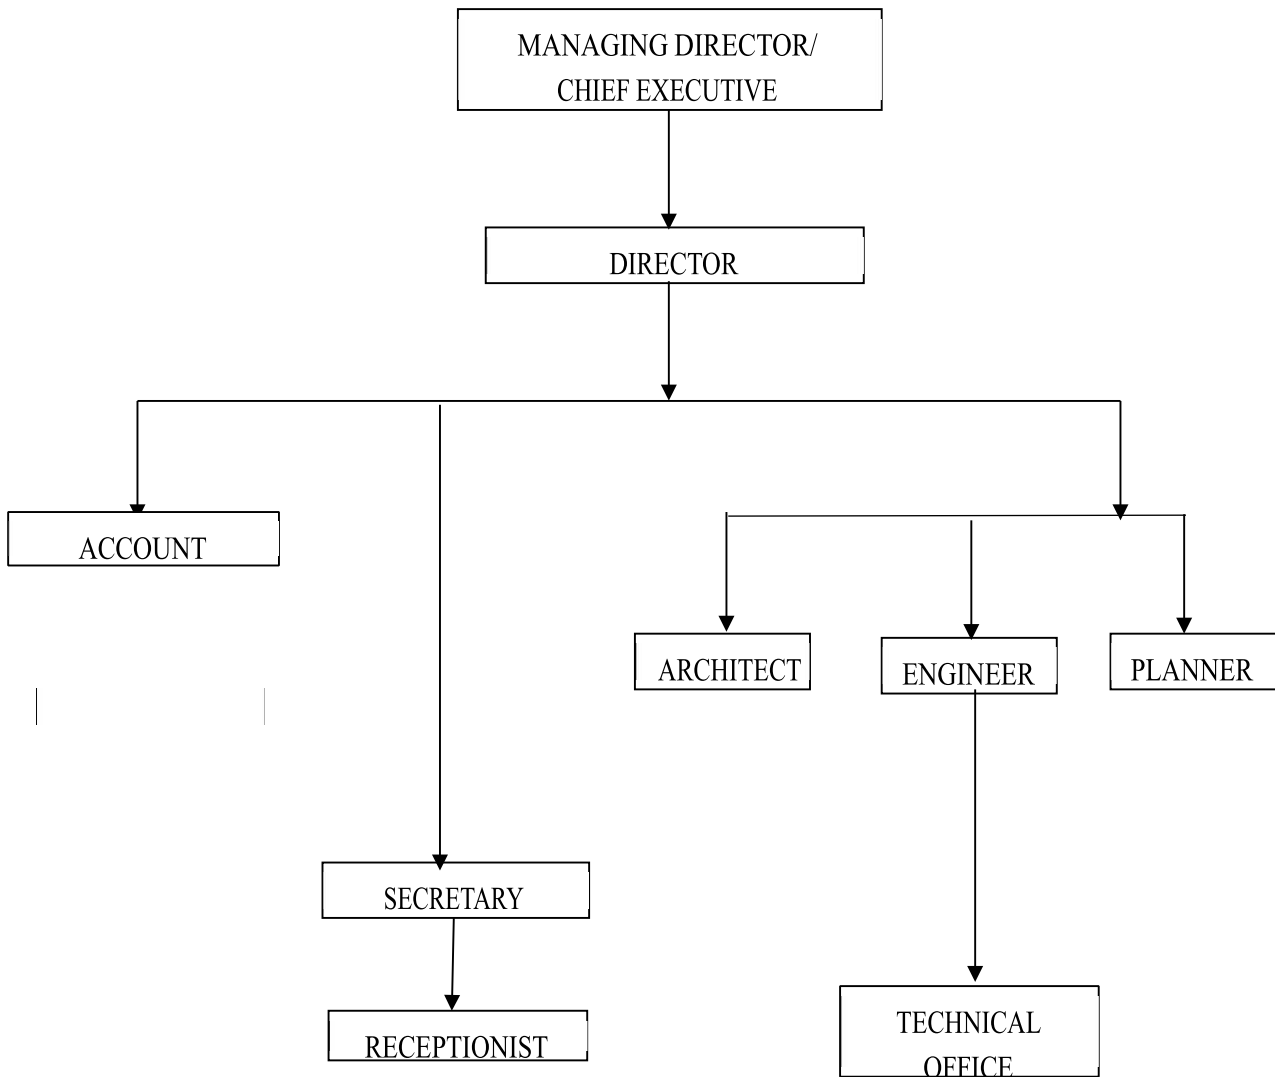 MANAGING DIRECTOR/
CHIEF EXECUTIVE
DIRECTOR
ACCOUNT
ARCHITECT
ENGINEER
PLANNER
SECRETARY
RECEPTIONIST
TECHNICAL
OFFICE